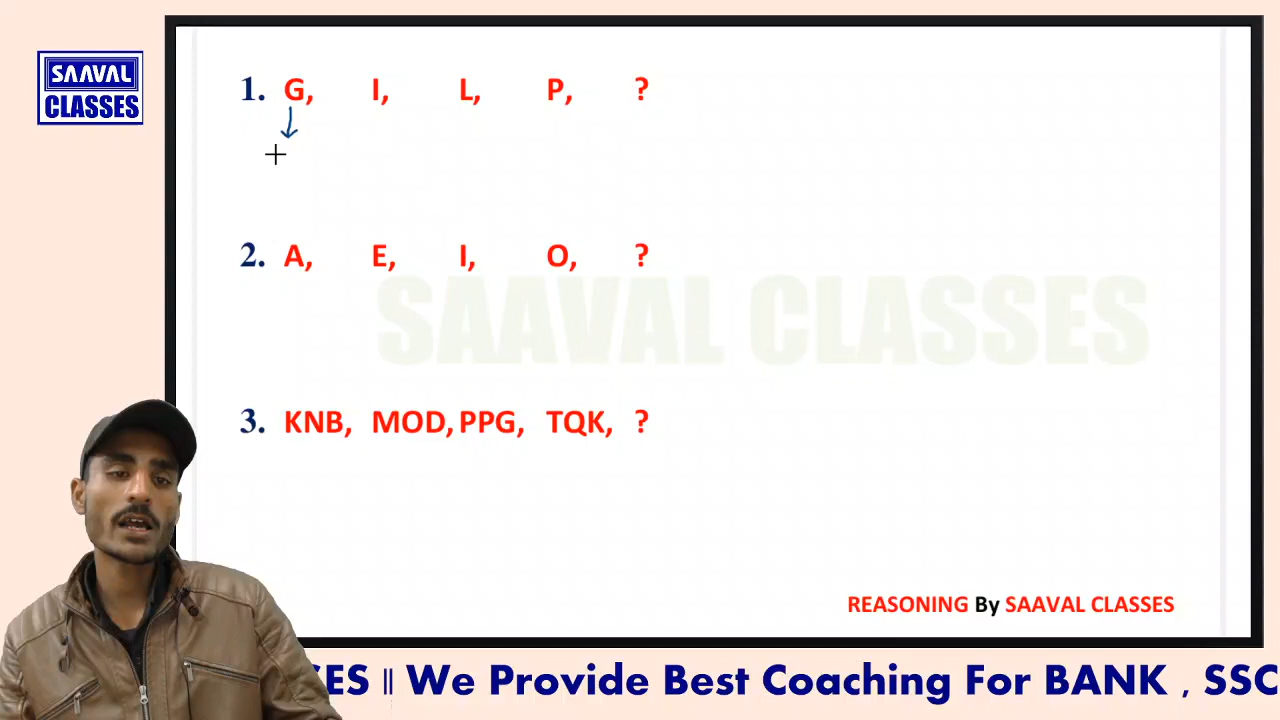 SAAVAL
CLASSES
1. G, I, L, P, ?
2. A, E, I, O, ?
SAAVAL CLASSES
3. KNB, MOD, PPG, TQK, ?
REASONING By SAAVAL CLASSES
SES || We Provide Best Coaching For BANK , SSC